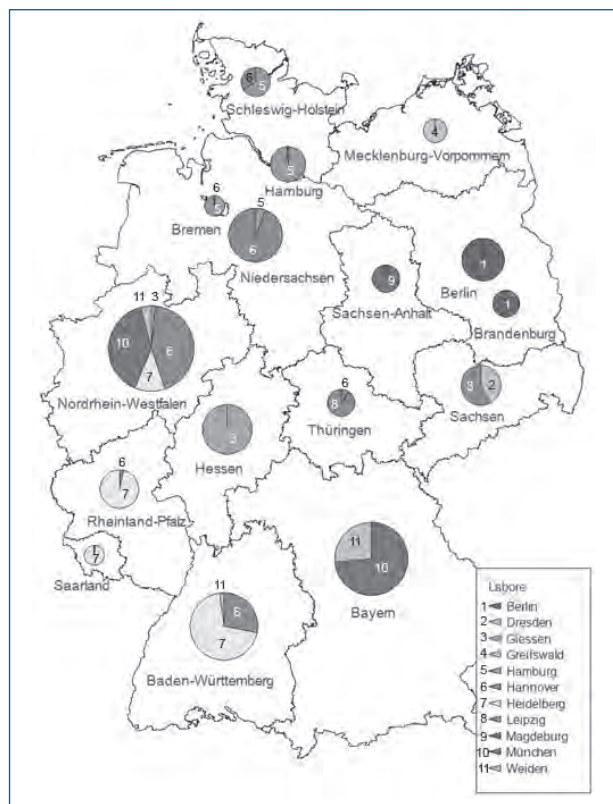 6 5
Schleswig-Holstein
4
Mecklenburg-Vorpommern
5
Hamburg
6
5
Bremen
5
6
Niedersachsen
9
Sachsen-Anhalt
1
Berlin
1
Brandenburg
11 3
10 6
7
Nordrhein-Westfalen
3
Hessen
6
8
Thüringen
3 2
Sachsen
6
7
Rheinland-Pfalz
7
Saarland
11
10
Bayern
11
6
7
Baden-Württemberg
Labore
1 Berlin
2 Dresden
3 Giessen
4 Greifswald
5 Hamburg
6 Hannover
7 Heidelberg
8 Leipzig
9 Magdeburg
10 München
11 Weiden